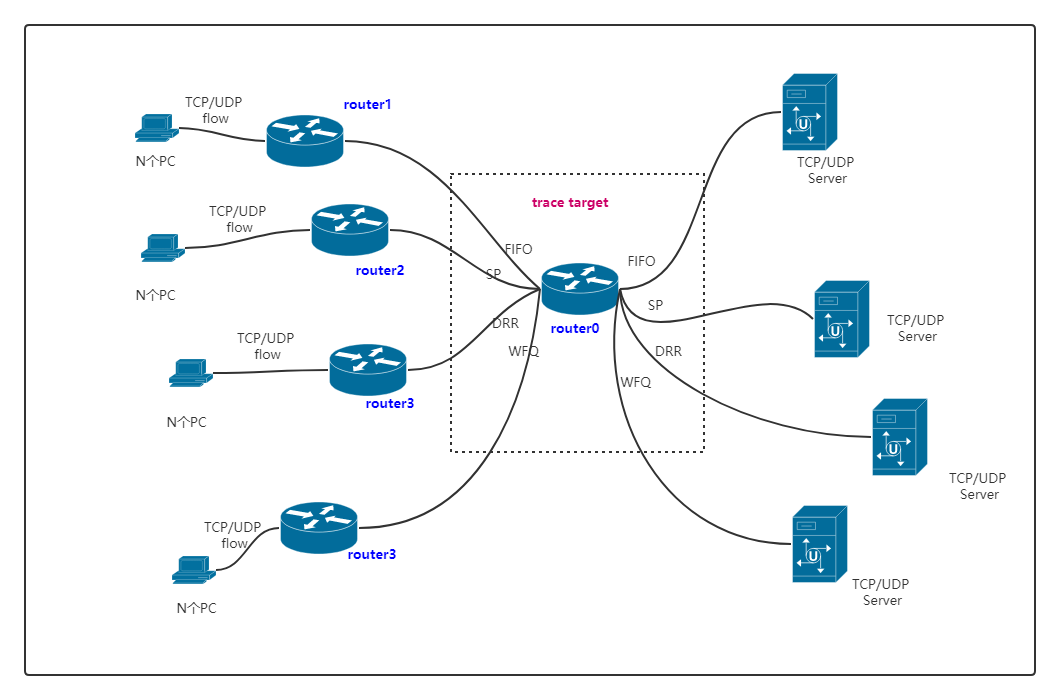 TCP/UDP
flow
router1
N个PC
TCP/UDP
flow
router2
N个PC
TCP/UDP
flow
router3
N个PC
TCP/UDP
flow
router3
N个PC
trace target
FIFO
SP
DRR
WFQ
router0
FIFO
SP
DRR
WFQ
U
TCP/UDP
Server
U
TCP/UDP
Server
U
TCP/UDP
Server
U
TCP/UDP
Server